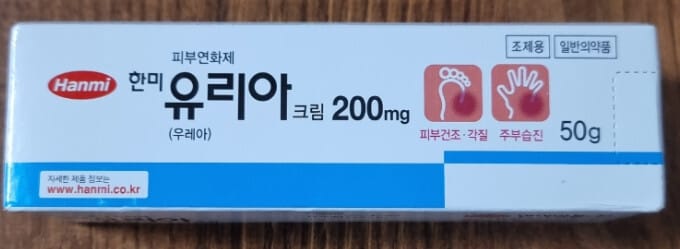 조제용 일반의약품
피부연화제
Hanmi 한미 유리아 크림 200mg
(우레아)
피부건조·각질 주부습진 50g
자세한 제품 정보는
www.hanmi.co.kr